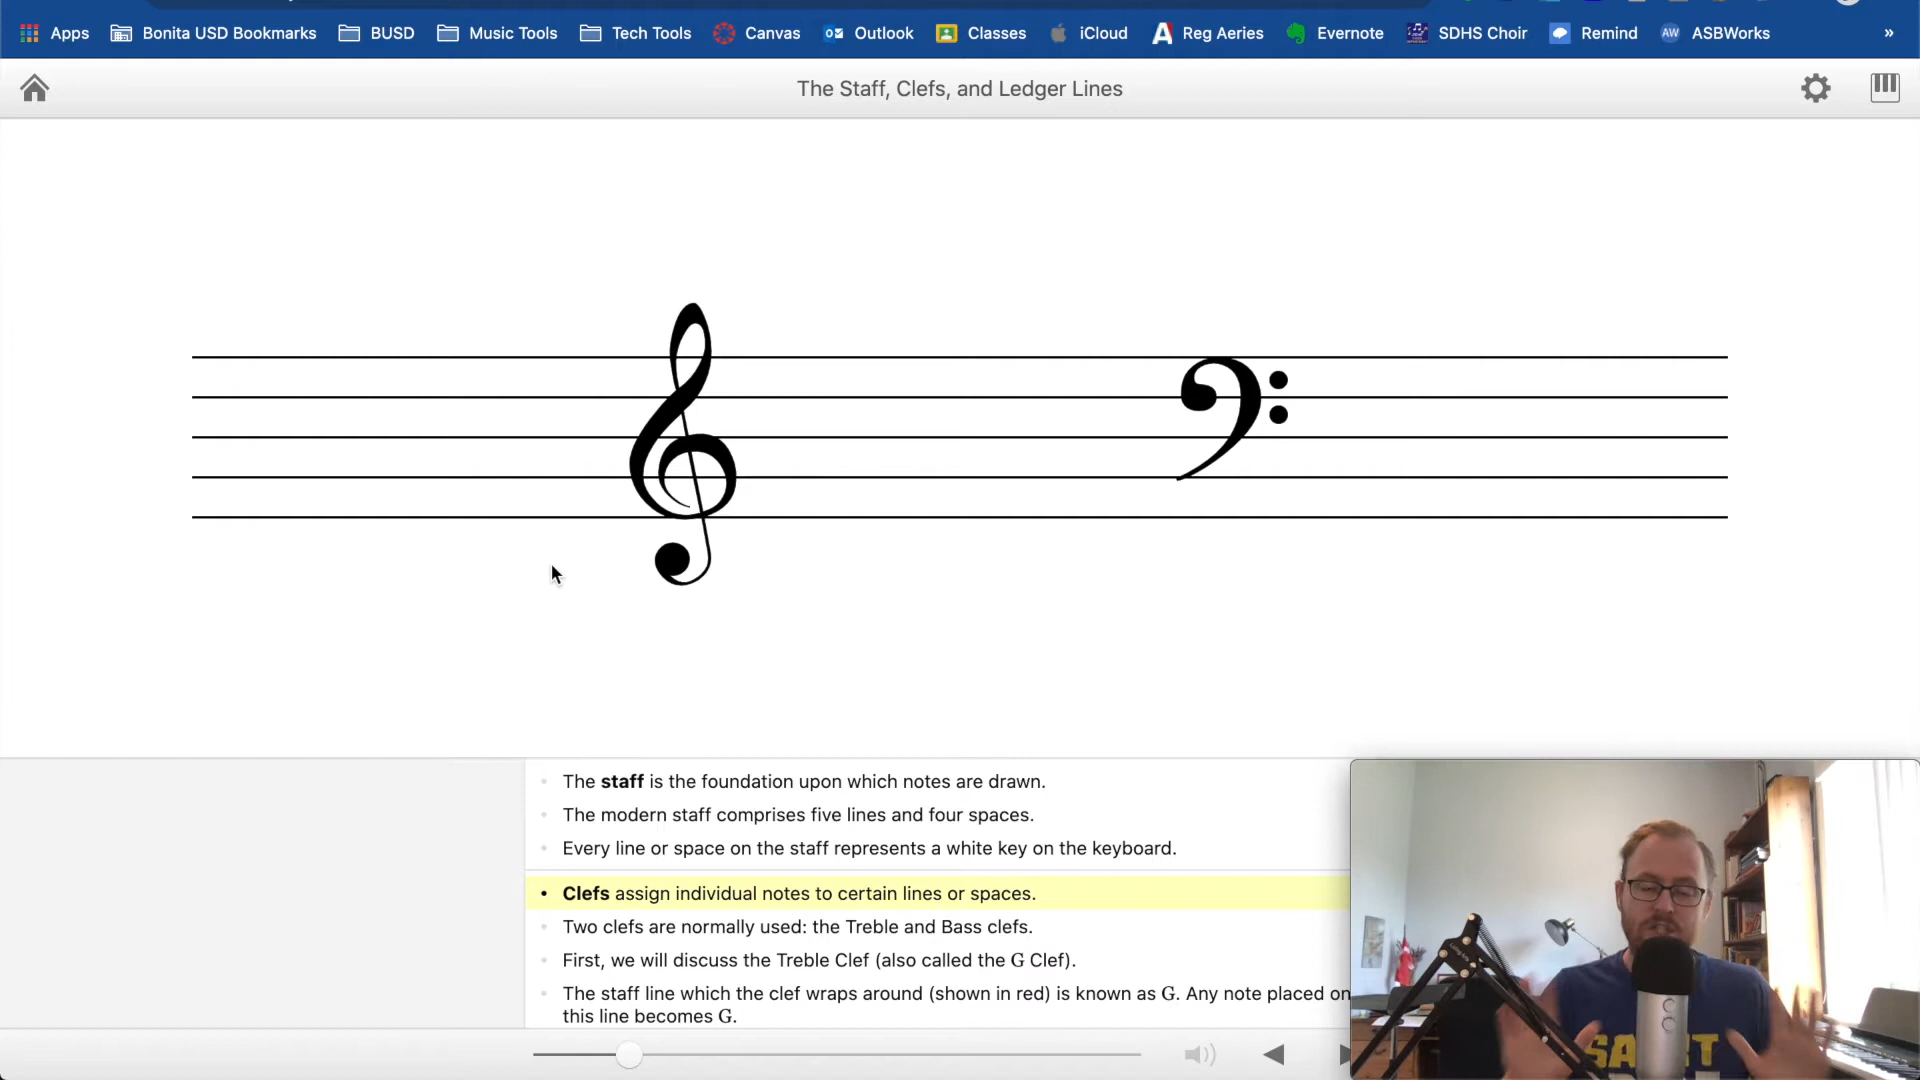 Apps Bonita USD Bookmarks BUSD Music Tools Tech Tools Canvas Outlook Classes iCloud Reg Aeries Evernote SDHS Choir Remind AW ASBWorks »
The Staff, Clefs, and Ledger Lines
• The staff is the foundation upon which notes are drawn.
• The modern staff comprises five lines and four spaces.
• Every line or space on the staff represents a white key on the keyboard.
• Clefs assign individual notes to certain lines or spaces.
• Two clefs are normally used: the Treble and Bass clefs.
• First, we will discuss the Treble Clef (also called the G Clef).
• The staff line which the clef wraps around (shown in red) is known as G. Any note placed on
this line becomes G.